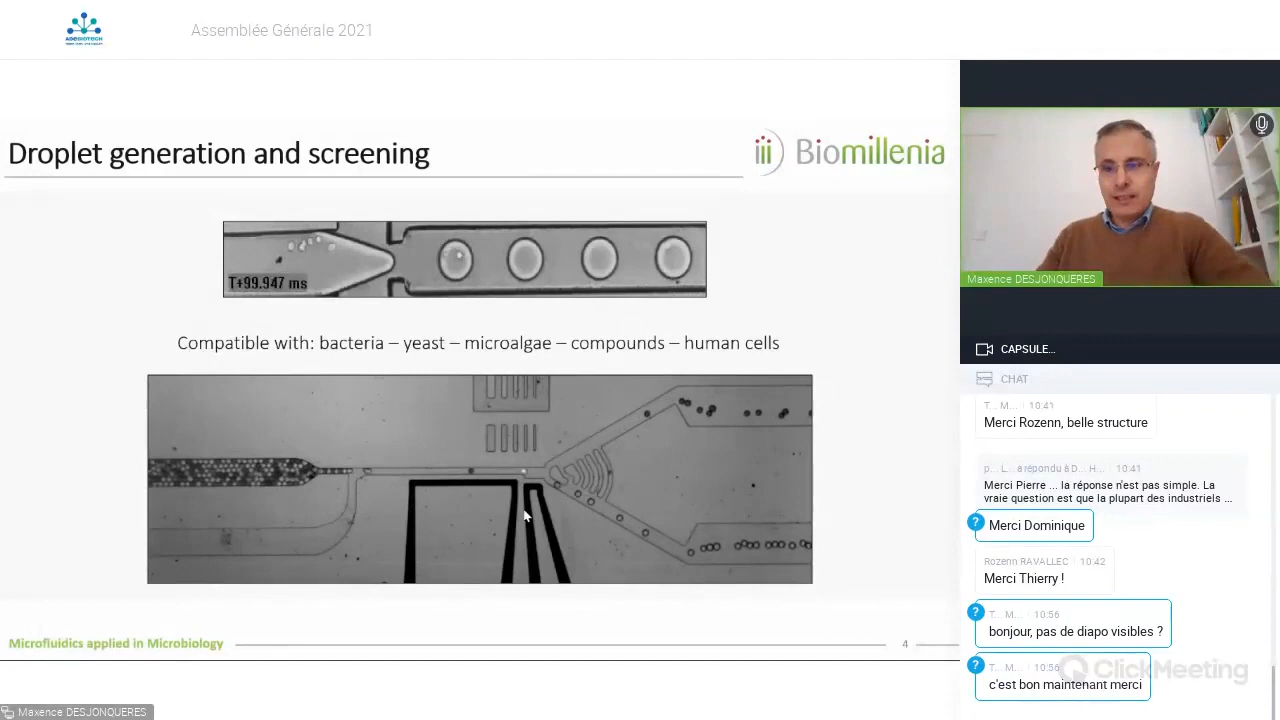 ADEBIOTECH
Assemblée Générale 2021
Droplet generation and screening
Biomillenia
T+99.947 ms
Compatible with: bacteria – yeast – microalgae – compounds – human cells
Microfluidics applied in Microbiology
4
Maxence DESJONQUERES
Maxence DESJONQUERES
CAPSULE...
CHAT
T... M... 10:41
Merci Rozenn, belle structure
p... L... a répondu à D... H... 10:41
Merci Pierre ... la réponse n'est pas simple. La
vraie question est que la plupart des industriels ...
? Merci Dominique
Rozenn RAVALLEC 10:42
Merci Thierry !
T... M... 10:56
? bonjour, pas de diapo visibles ?
T... M... 10:56
? c'est bon maintenant merci
ClickMeeting